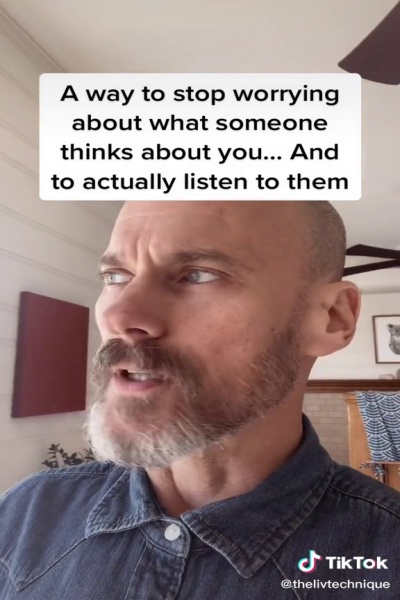 A way to stop worrying
about what someone
thinks about you... And
to actually listen to them
TikTok
@thelivtechnique